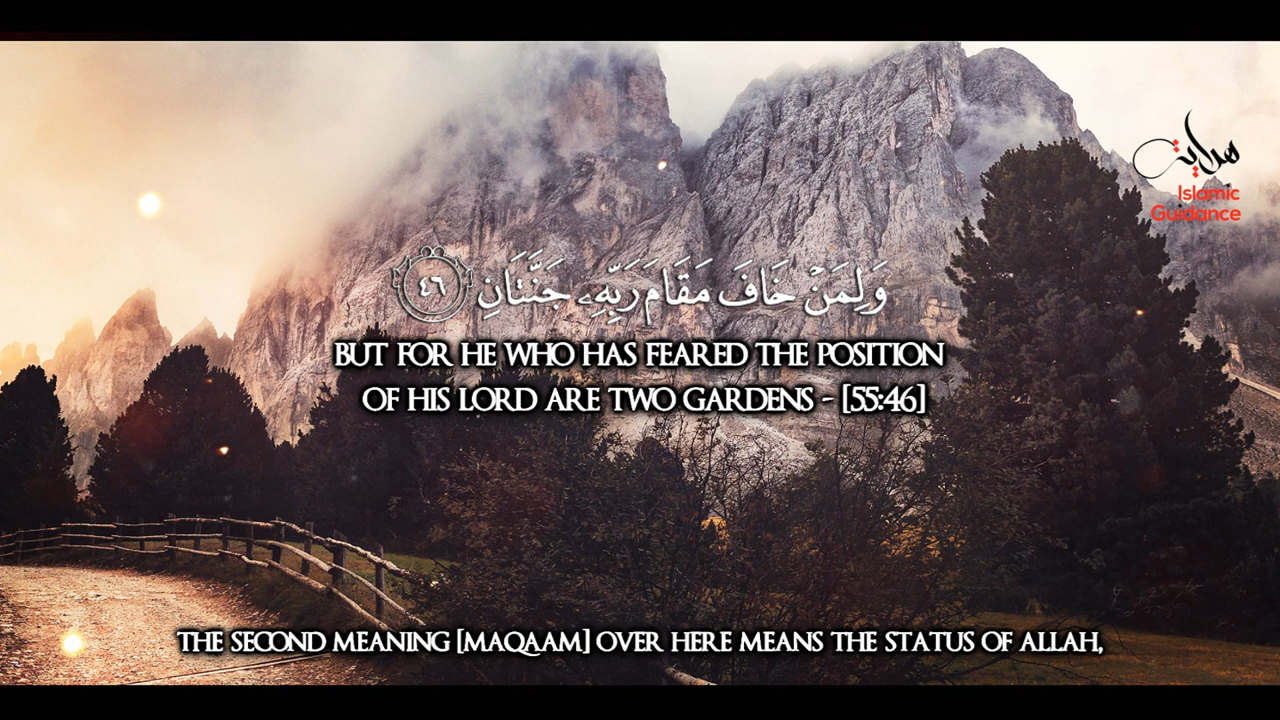 هداية
Islamic
Guidance
وَلِمَنْ خَافَ مَقَامَ رَبِّهِۦ جَنَّتَانِ ٤٦
BUT FOR HE WHO HAS FEARED THE POSITION
OF HIS LORD ARE TWO GARDENS - [55:46]
THE SECOND MEANING [MAQAAM] OVER HERE MEANS THE STATUS OF ALLAH,